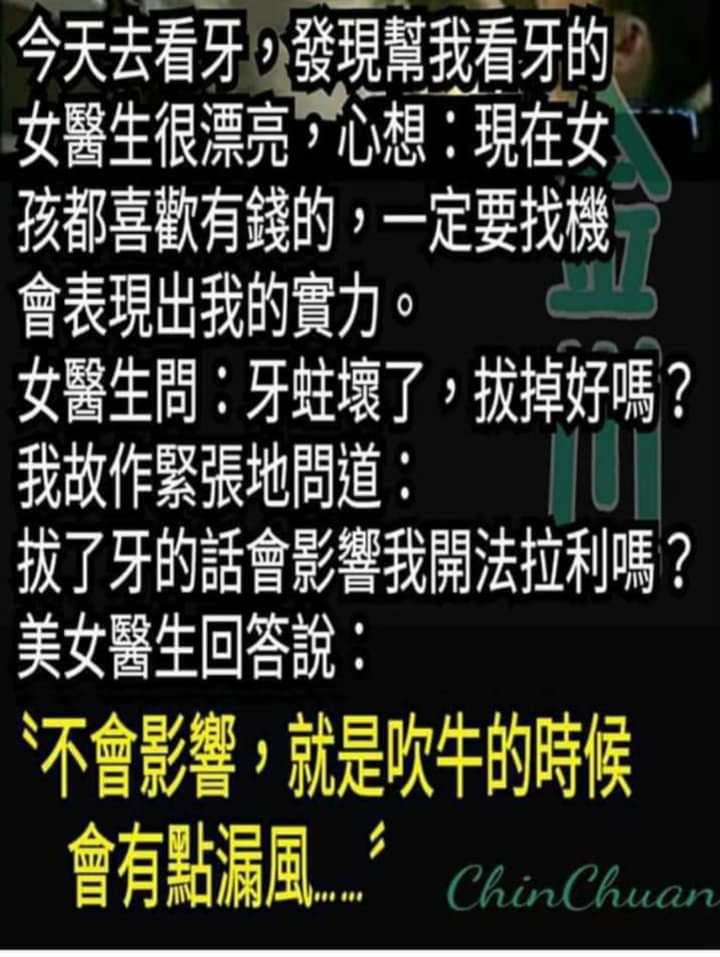 今天去看牙，發現幫我看牙的
女醫生很漂亮，心想：現在女
孩都喜歡有錢的，一定要找機
會表現出我的實力。
女醫生問：牙蛀壞了，拔掉好嗎？
我故作緊張地問道：
拔了牙的話會影響我開法拉利嗎？
美女醫生回答說：
〝不會影響，就是吹牛的時候
會有點漏風……〞
ChinChuan